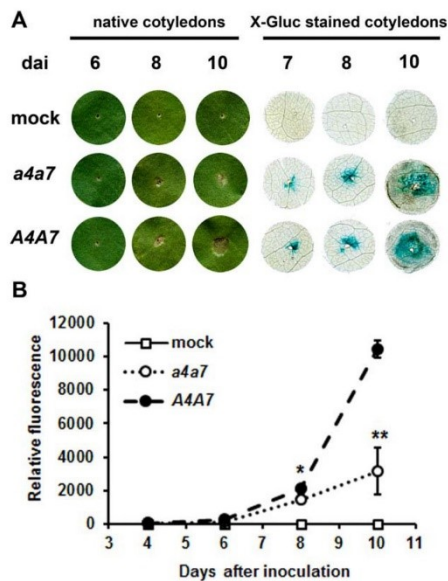 A
native cotyledons X-Gluc stained cotyledons
dai 6 8 10 7 8 10
mock
a4a7
A4A7
B
Relative fluorescence
12000
10000
8000
6000
4000
2000
0
mock
a4a7
A4A7
*
**
3 4 5 6 7 8 9 10 11
Days after inoculation